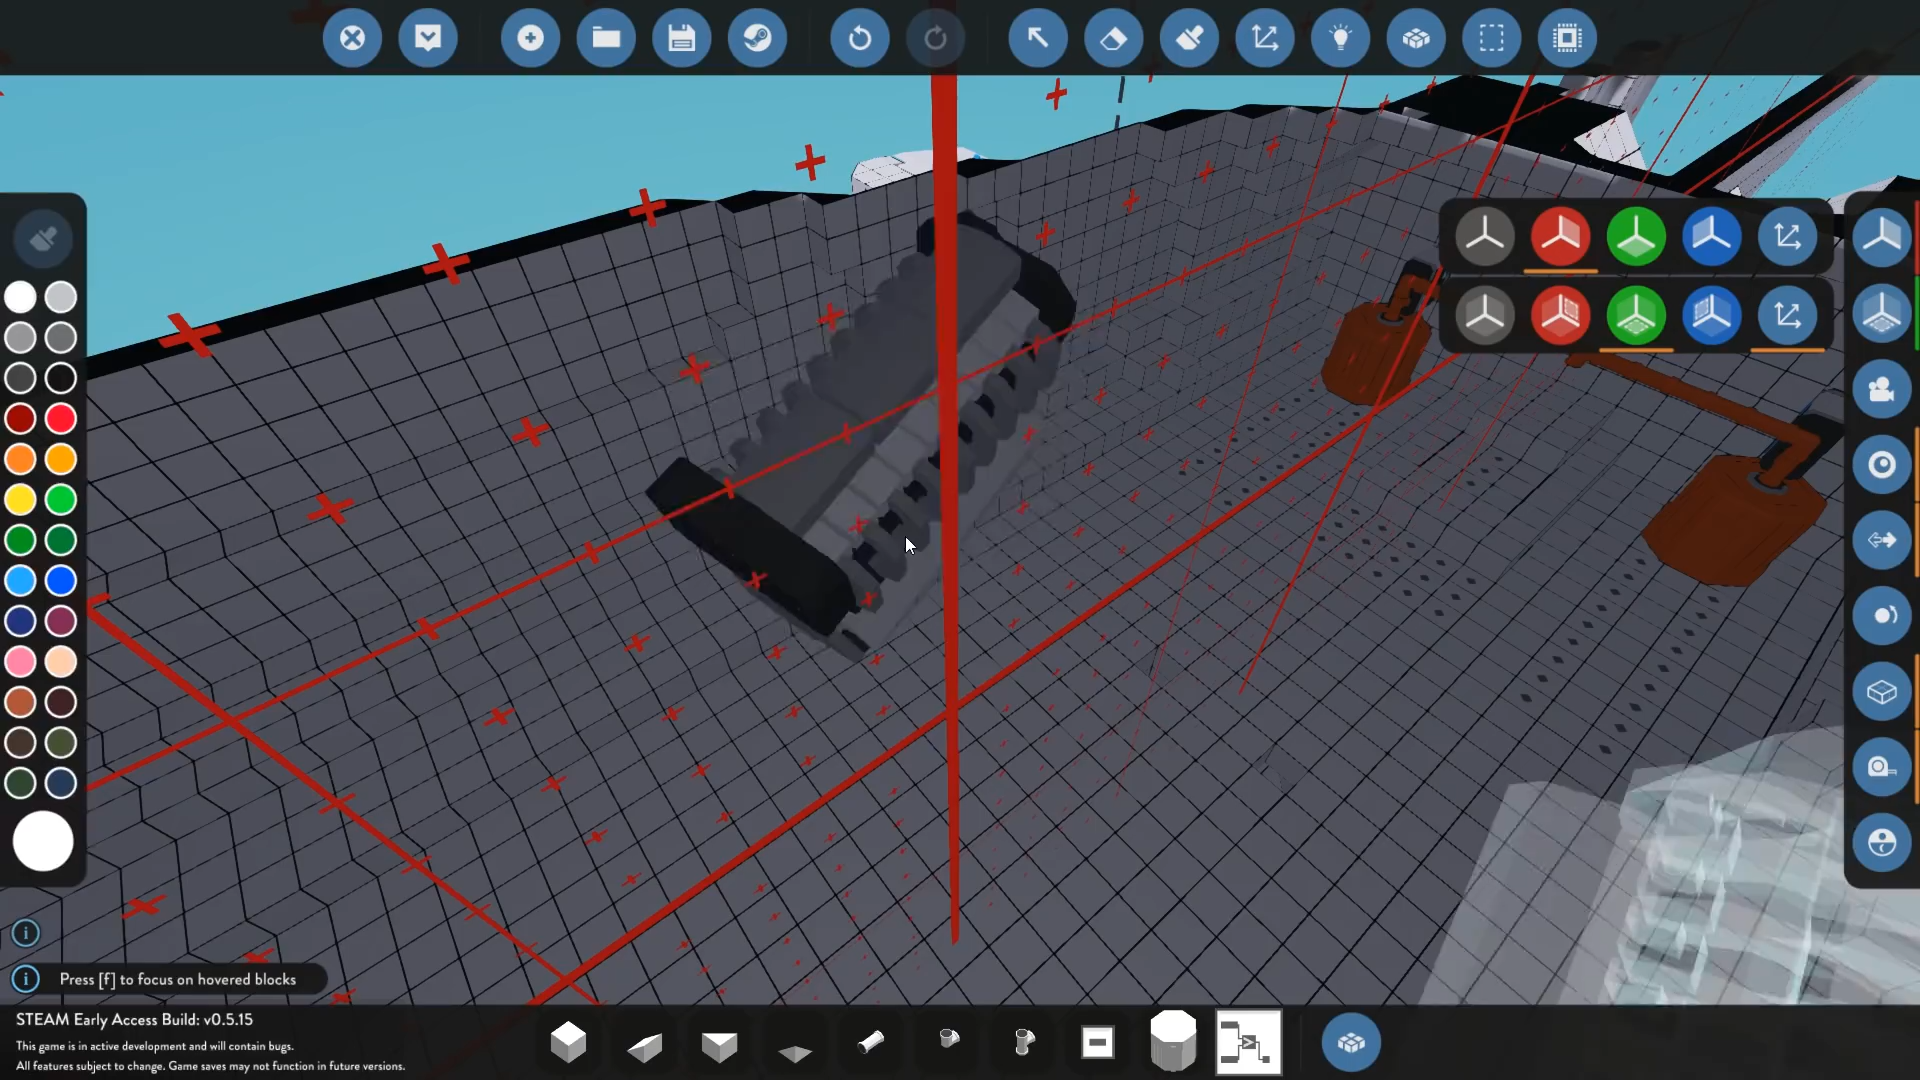 Press [f] to focus on hovered blocks
STEAM Early Access Build: v0.5.15
This game is in active development and will contain bugs.
All features subject to change. Game saves may not function in future versions.